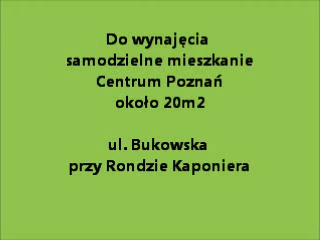 Do wynajęcia
samodzielne mieszkanie
Centrum Poznań
około 20m2
ul. Bukowska
przy Rondzie Kaponiera